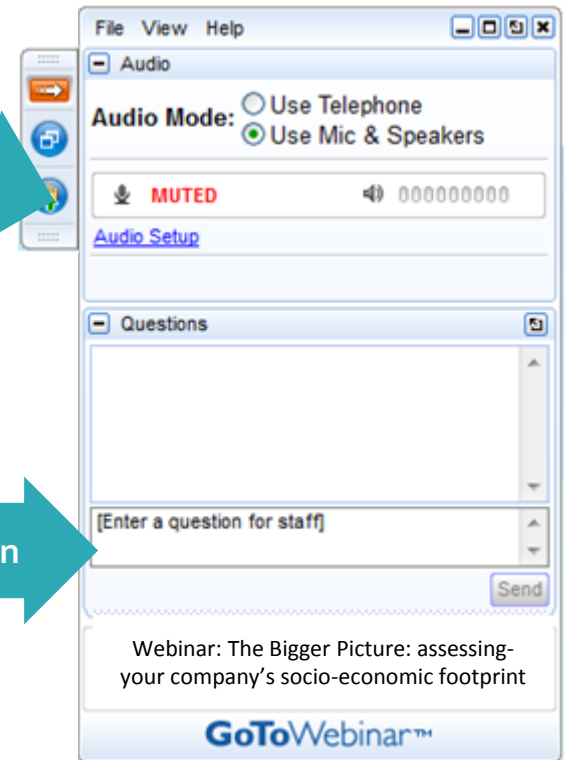 File View Help
Audio
Audio Mode: Use Telephone
Use Mic & Speakers
MUTED 000000000
Audio Setup
Questions
[Enter a question for staff]
n
Send
Webinar: The Bigger Picture: assessing-
your company's socio-economic footprint
GoToWebinar™